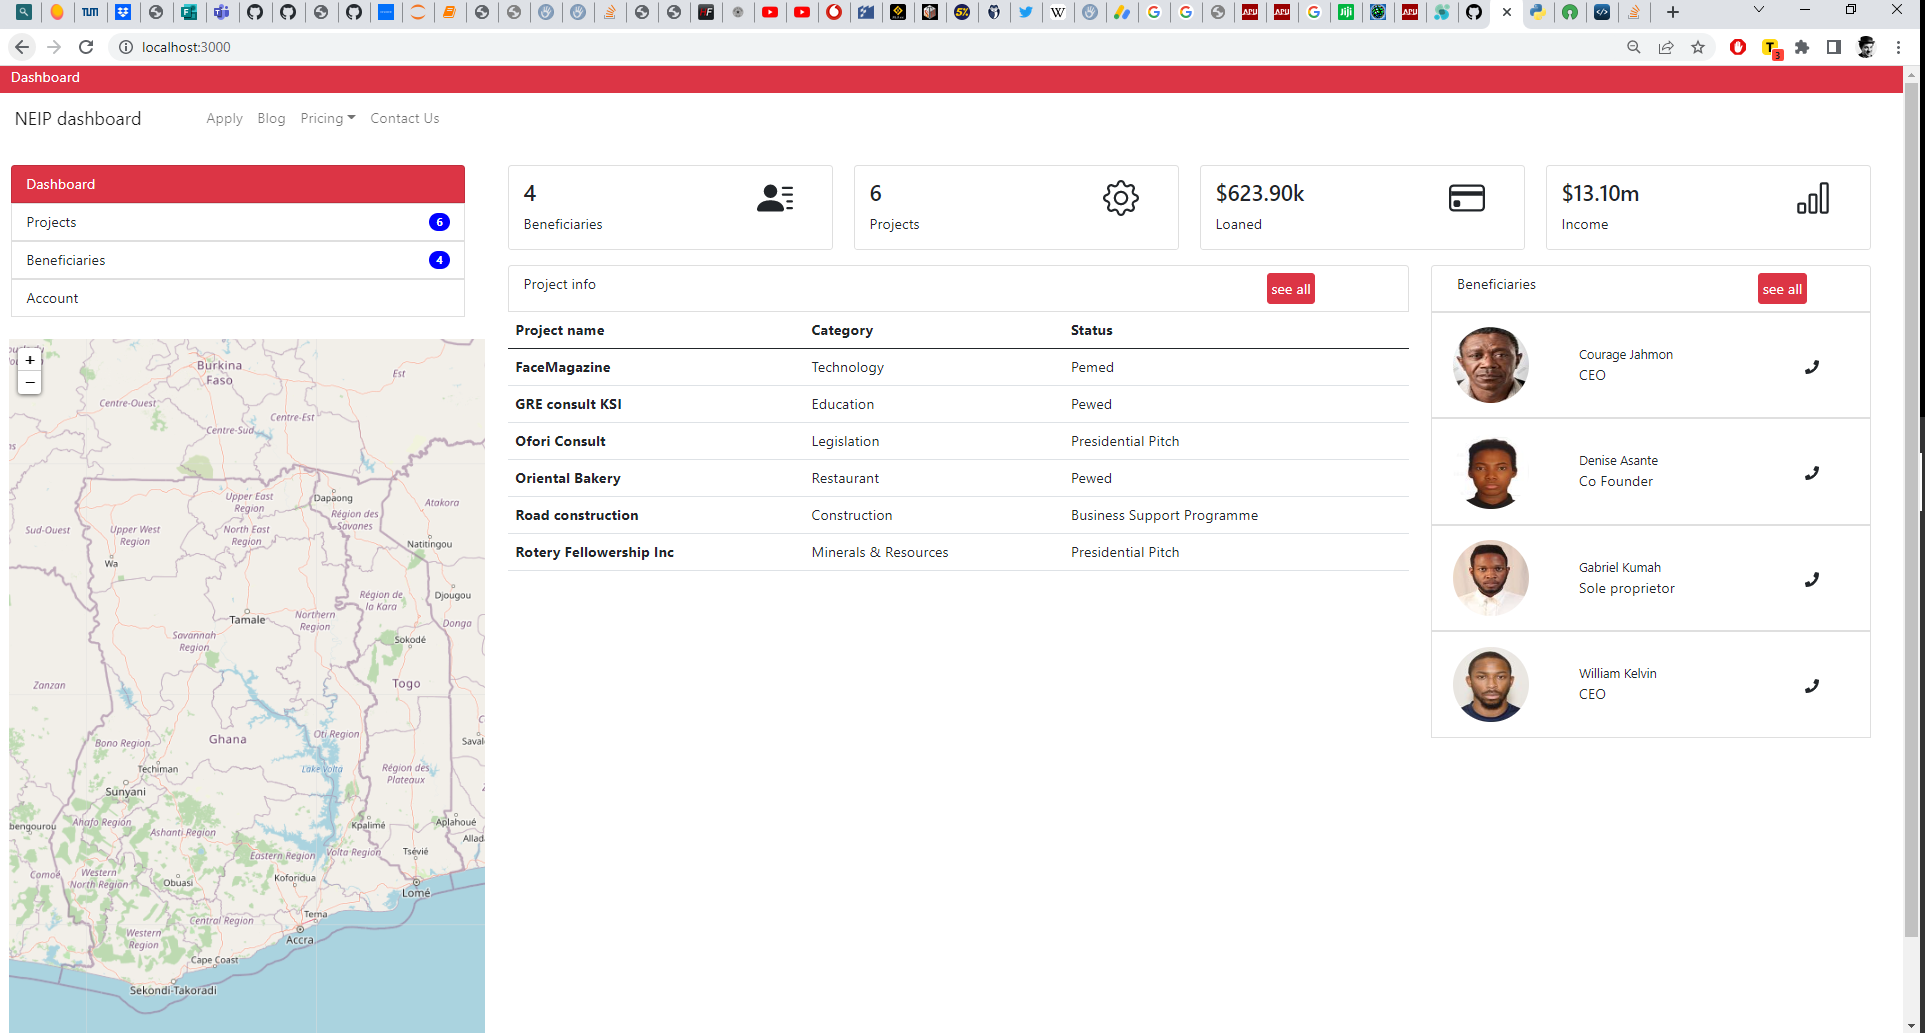 TUM
localhost:3000
3
Dashboard
NEIP dashboard
Apply
Blog
Pricing
Contact Us
Dashboard
Projects 6
Beneficiaries 4
Account
4
Beneficiaries
6
Projects
$623.90k
Loaned
$13.10m
Income
Project info
see all
Project name Category Status
FaceMagazine Technology Pemed
GRE consult KSI Education Pewed
Ofori Consult Legislation Presidential Pitch
Oriental Bakery Restaurant Pewed
Road construction Construction Business Support Programme
Rotery Fellowership Inc Minerals & Resources Presidential Pitch
Beneficiaries
see all
Courage Jahmon
CEO
Denise Asante
Co Founder
Gabriel Kumah
Sole proprietor
William Kelvin
CEO
+
−
Burkina
Faso
Est
Centre-Ouest
Centre-Est
Centre-Sud
Upper East
Region
Dapaong
Atakora
Région des
Savanes
Sud-Ouest
Upper West
Region
North East
Region
Natitingou
Wa
Région de
la Kara
Djougou
Tamale
Northern
Region
Donga
Savannah
Region
Sokodé
Zanzan
Togo
Ghana
Oti Region
Bono Region
Techiman
Lake Volta
Région des
Plateaux
Sunyani
Ahafo Region
Ashanti Region
Kpalimé
Aplahoué
Eastern Region
Volta Region
Tsévié
Comoé
Western
North Region
Obuasi
Koforidua
Lomé
Central Region
Tema
Western
Region
Accra
Cape Coast
Sekondi-Takoradi